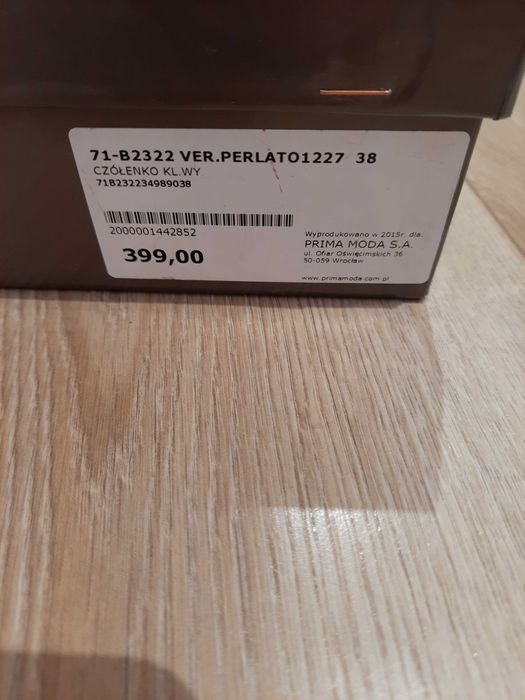 71-B2322 VER.PERLATO1227 38
CZÓŁENKO KL.WY
71B232234989038
2000001442852
399,00
Wyprodukowano w 2015r. dla:
PRIMA MODA S.A.
ul. Ofiar Oświęcimskich 36
50-059 Wrocław
www.primamoda.com.pl